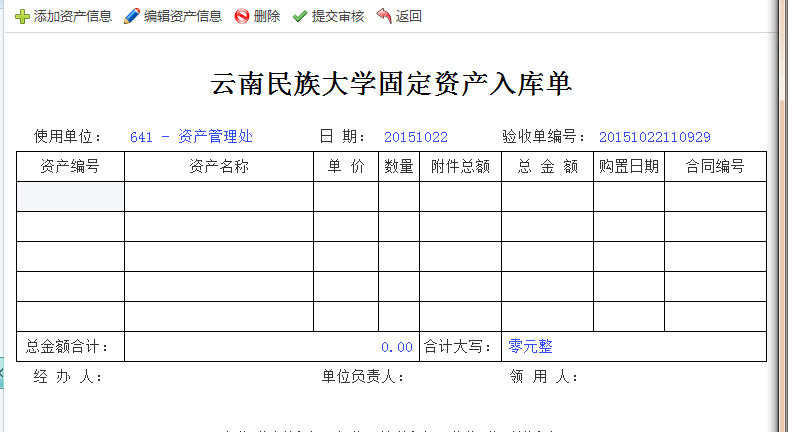 添加资产信息 编辑资产信息 删除 提交审核 返回
云南民族大学固定资产入库单
使用单位: 641 - 资产管理处 日 期: 20151022 验收单编号: 20151022110929
资产编号 资产名称 单 价 数量 附件总额 总 金 额 购置日期 合同编号
总金额合计: 0.00 合计大写: 零元整
经 办 人: 单位负责人: 领 用 人: